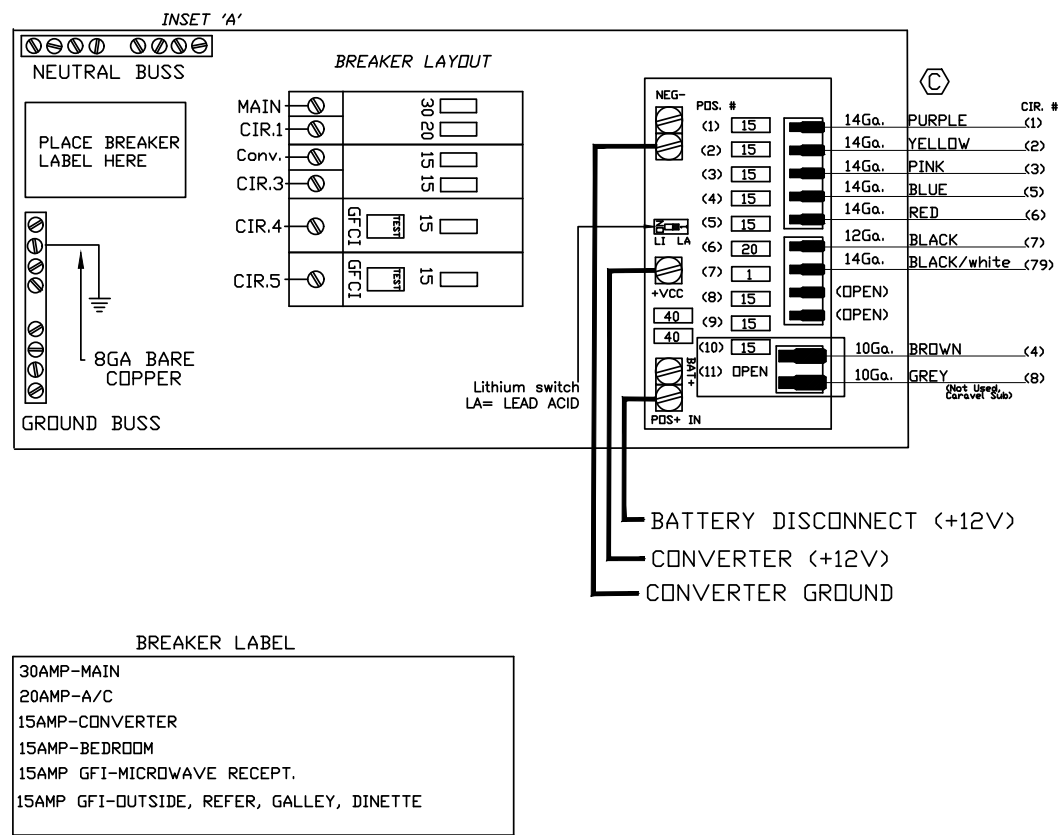 INSET 'A'
NEUTRAL BUSS
BREAKER LAYOUT
PLACE BREAKER
LABEL HERE
MAIN 30
CIR.1 20
Conv. 15
CIR.3 15
CIR.4 GFCI TEST 15
CIR.5 GFCI TEST 15
8GA BARE
COPPER
GROUND BUSS
NEG-
POS. #
(1) 15
(2) 15
(3) 15
(4) 15
(5) 15
(6) 20
(7) 1
(8) 15
(9) 15
(10) 15
(11) OPEN
NO
LI LA
+VCC
40
40
BAT+
POS+ IN
Lithium switch
LA= LEAD ACID
C
CIR. #
14Ga. PURPLE (1)
14Ga. YELLOW (2)
14Ga. PINK (3)
14Ga. BLUE (5)
14Ga. RED (6)
12Ga. BLACK (7)
14Ga. BLACK/white (79)
(OPEN)
(OPEN)
10Ga. BROWN (4)
10Ga. GREY (8)
(Not Used,
Caravel Sub)
BATTERY DISCONNECT (+12V)
CONVERTER (+12V)
CONVERTER GROUND
BREAKER LABEL
30AMP-MAIN
20AMP-A/C
15AMP-CONVERTER
15AMP-BEDROOM
15AMP GFI-MICROWAVE RECEPT.
15AMP GFI-OUTSIDE, REFER, GALLEY, DINETTE